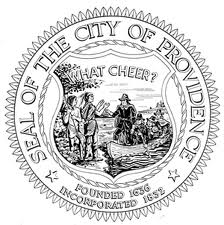 SEAL OF THE CITY OF PROVIDENCE
WHAT CHEER?
FOUNDED 1636
INCORPORATED 1832